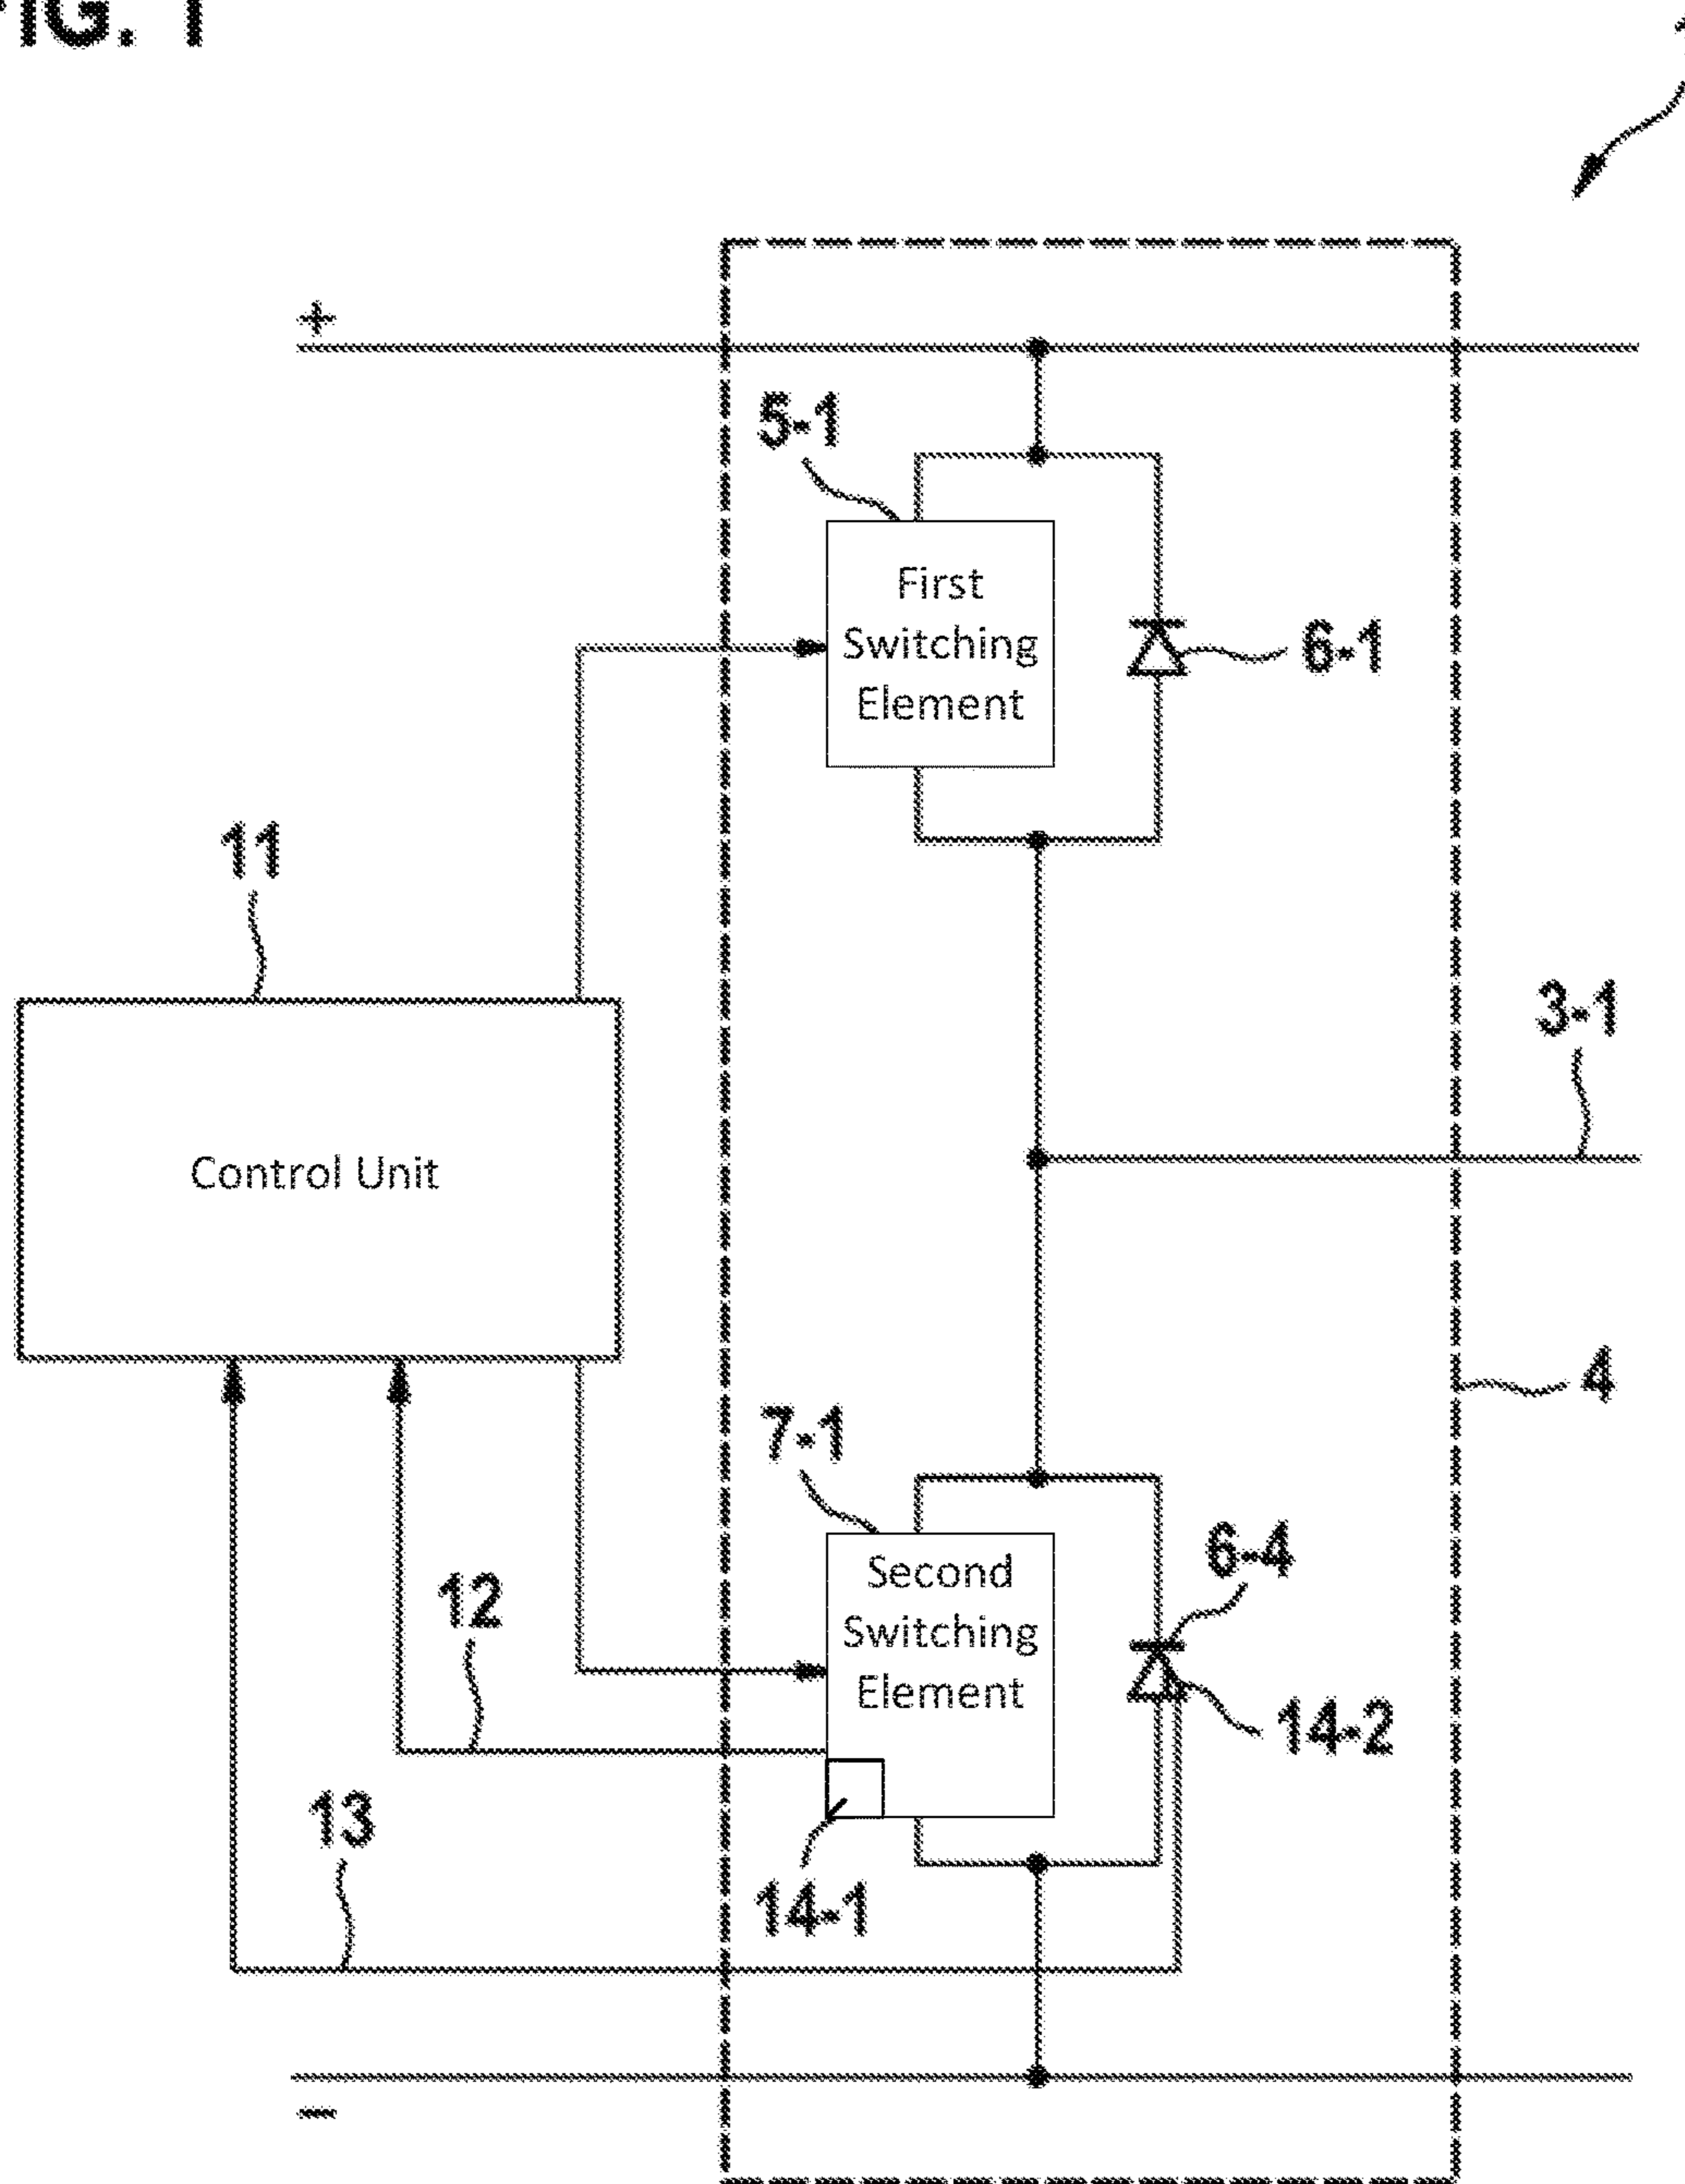 FIG. 1
+
5-1
First
Switching
Element
6-1
11
3-1
Control Unit
4
7-1
Second
Switching
Element
6-4
12
14-2
13
14-1
–